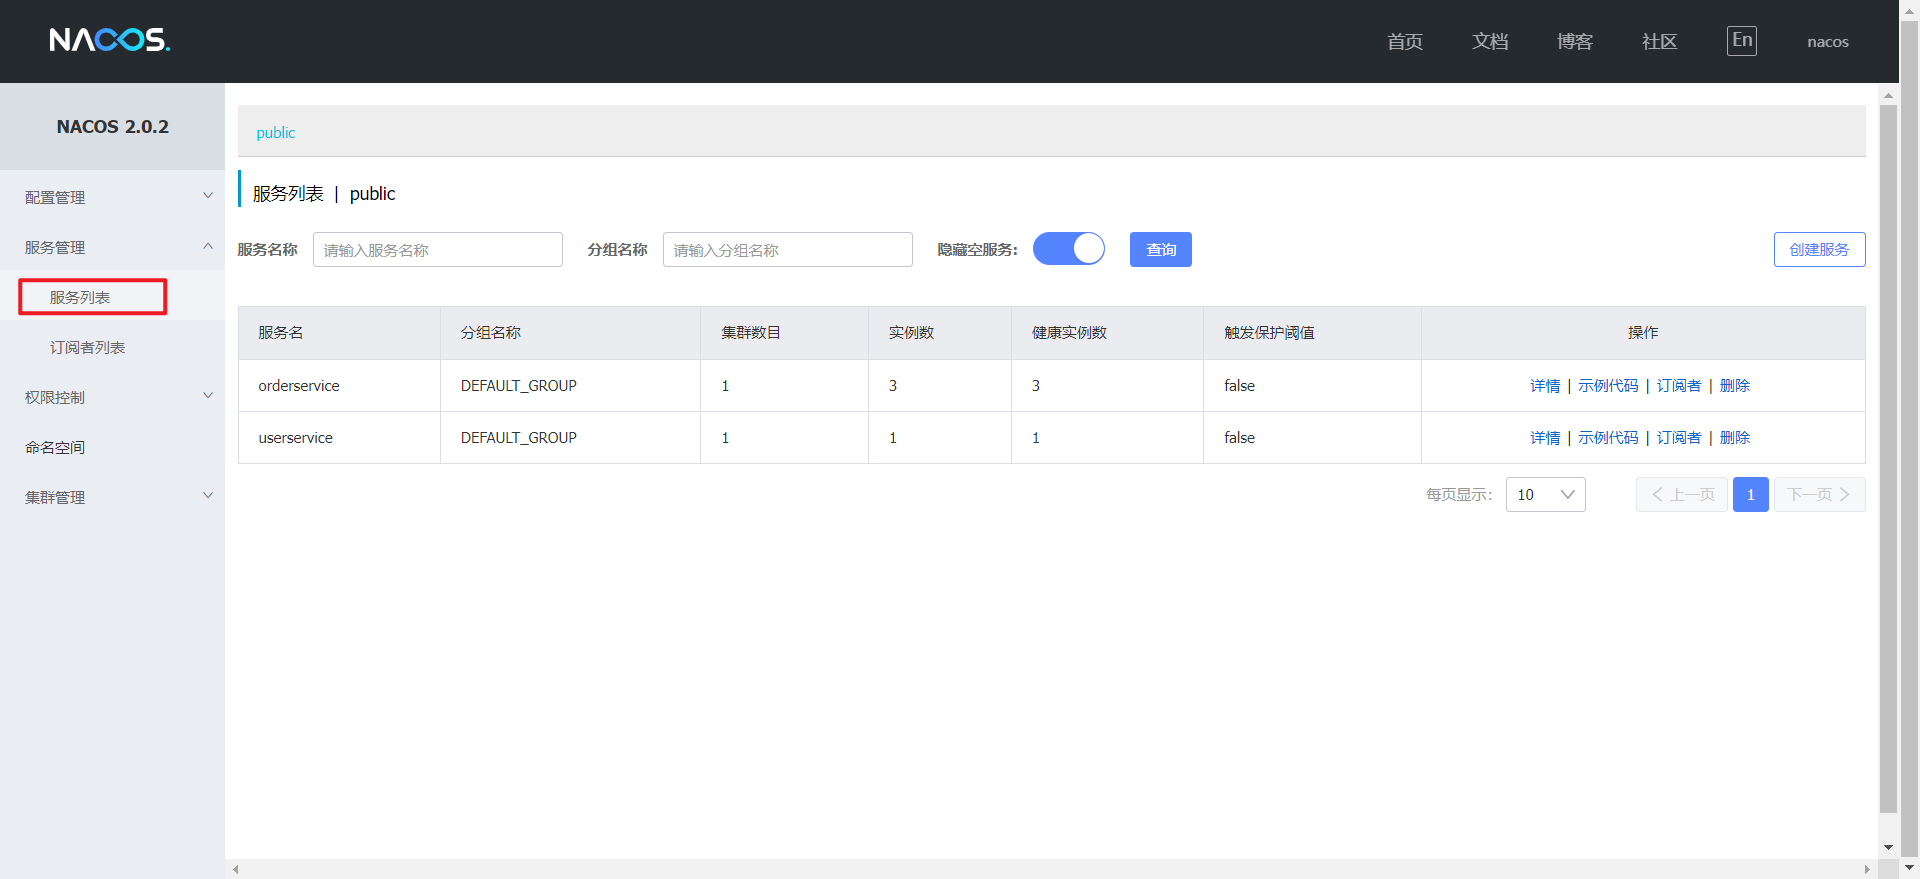 NACOS.
首页 文档 博客 社区 En nacos
NACOS 2.0.2
配置管理
服务管理
服务列表
订阅者列表
权限控制
命名空间
集群管理
public
服务列表 | public
服务名称 请输入服务名称 分组名称 请输入分组名称 隐藏空服务: 查询 创建服务
服务名 分组名称 集群数目 实例数 健康实例数 触发保护阈值 操作
orderservice DEFAULT_GROUP 1 3 3 false 详情 | 示例代码 | 订阅者 | 删除
userservice DEFAULT_GROUP 1 1 1 false 详情 | 示例代码 | 订阅者 | 删除
每页显示: 10 上一页 1 下一页